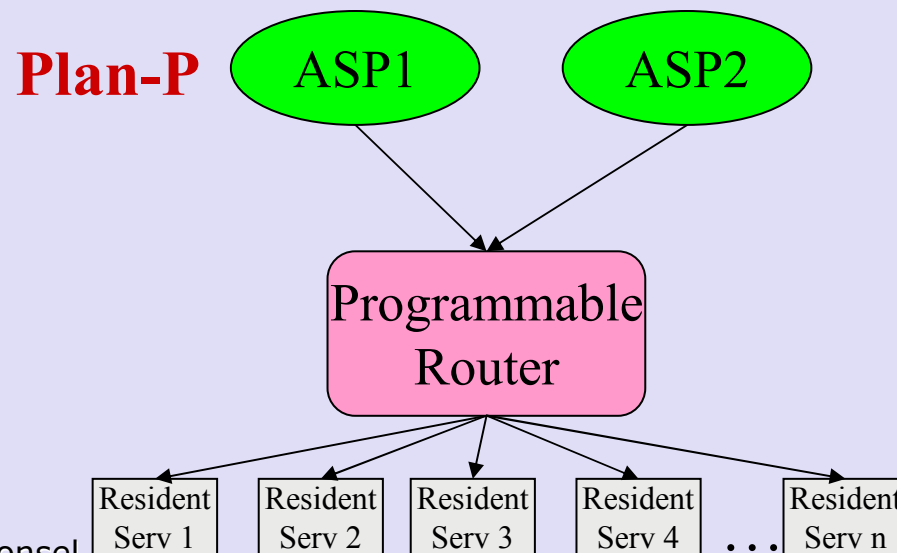 Plan-P
ASP1
ASP2
Programmable
Router
Resident
Serv 1
Resident
Serv 2
Resident
Serv 3
Resident
Serv 4
...
Resident
Serv n